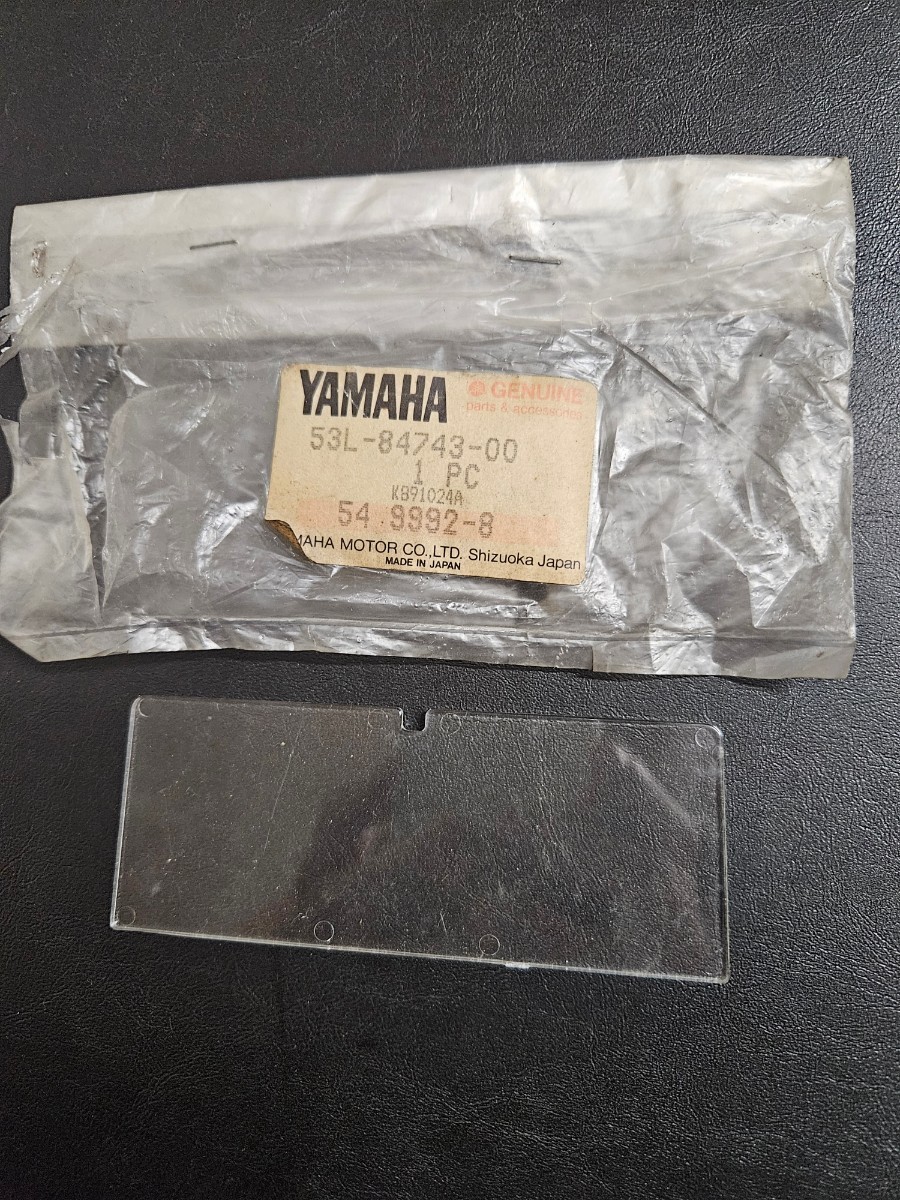 YAMAHA
GENUINE
parts & accessories
53L-84743-00
1 PC
KB91024A
54 9992-8
MAHA MOTOR CO.,LTD. Shizuoka Japan
MADE IN JAPAN